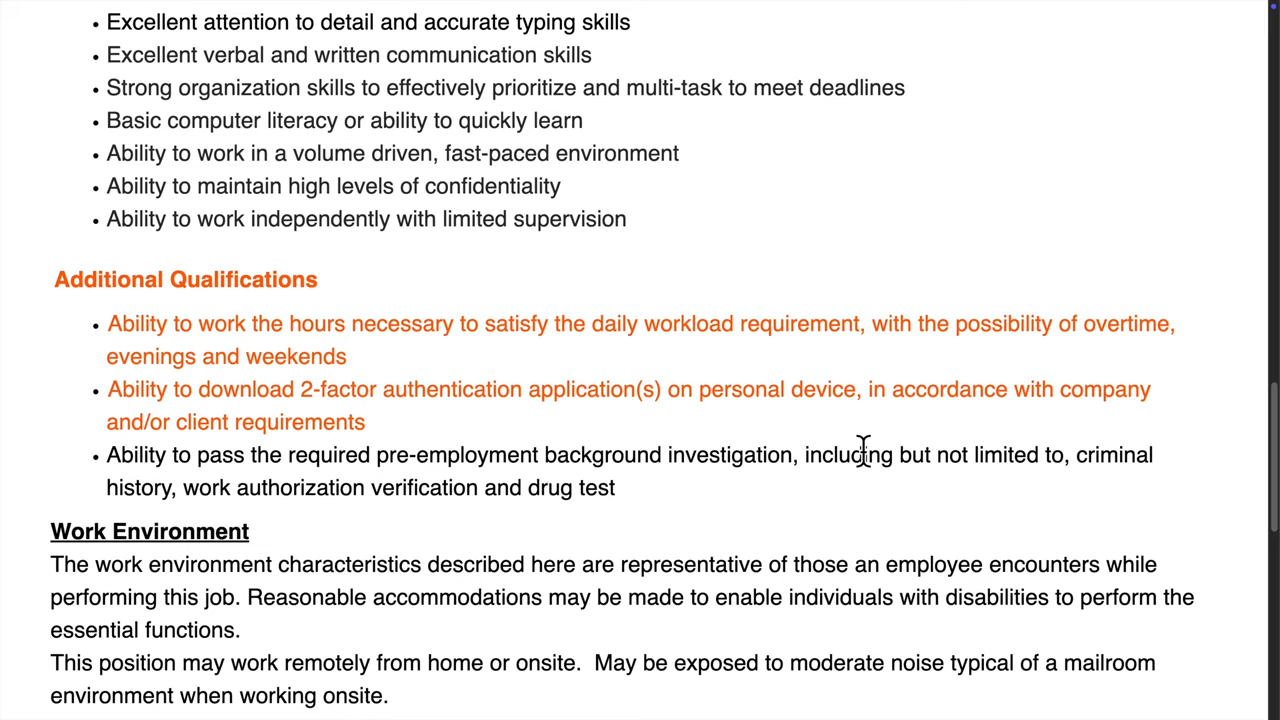 • Excellent attention to detail and accurate typing skills
• Excellent verbal and written communication skills
• Strong organization skills to effectively prioritize and multi-task to meet deadlines
• Basic computer literacy or ability to quickly learn
• Ability to work in a volume driven, fast-paced environment
• Ability to maintain high levels of confidentiality
• Ability to work independently with limited supervision
Additional Qualifications
• Ability to work the hours necessary to satisfy the daily workload requirement, with the possibility of overtime,
evenings and weekends
• Ability to download 2-factor authentication application(s) on personal device, in accordance with company
and/or client requirements
• Ability to pass the required pre-employment background investigation, including but not limited to, criminal
history, work authorization verification and drug test
Work Environment
The work environment characteristics described here are representative of those an employee encounters while
performing this job. Reasonable accommodations may be made to enable individuals with disabilities to perform the
essential functions.
This position may work remotely from home or onsite.  May be exposed to moderate noise typical of a mailroom
environment when working onsite.